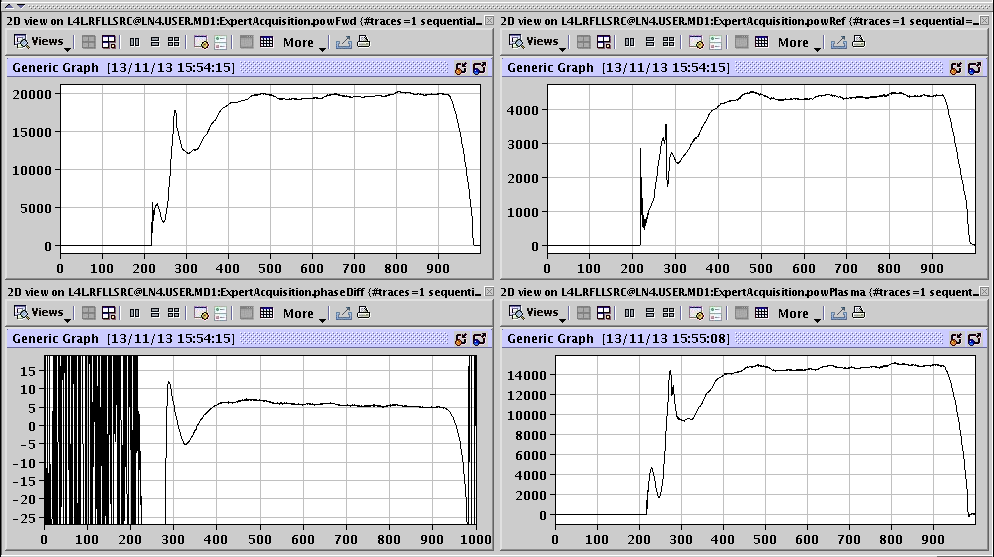 2D view on L4L.RFLLSRC@LN4.USER.MD1:ExpertAcquisition.powFwd (#traces=1 sequential...
Views More
Generic Graph [13/11/13 15:54:15]
20000
15000
10000
5000
0
0 100 200 300 400 500 600 700 800 900
2D view on L4L.RFLLSRC@LN4.USER.MD1:ExpertAcquisition.powRef (#traces=1 sequential=...
Views More
Generic Graph [13/11/13 15:54:15]
4000
3000
2000
1000
0
0 100 200 300 400 500 600 700 800 900
2D view on L4L.RFLLSRC@LN4.USER.MD1:ExpertAcquisition.phaseDiff (#traces=1 sequenti...
Views More
Generic Graph [13/11/13 15:54:15]
15
10
5
0
-5
-10
-15
-20
-25
0 100 200 300 400 500 600 700 800 900 1000
2D view on L4L.RFLLSRC@LN4.USER.MD1:ExpertAcquisition.powPlasma (#traces=1 sequent...
Views More
Generic Graph [13/11/13 15:55:08]
14000
12000
10000
8000
6000
4000
2000
0
0 100 200 300 400 500 600 700 800 900